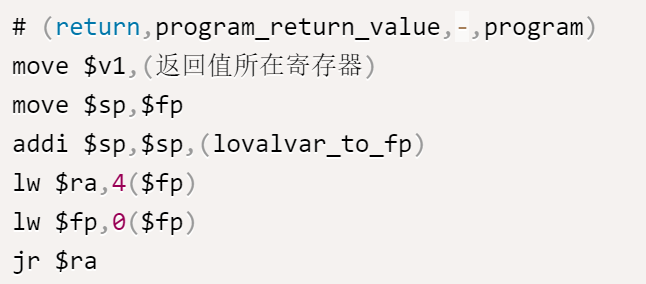 # (return,program_return_value,-,program)
move $v1,(返回值所在寄存器)
move $sp,$fp
addi $sp,$sp,(lovalvar_to_fp)
lw $ra,4($fp)
lw $fp,0($fp)
jr $ra